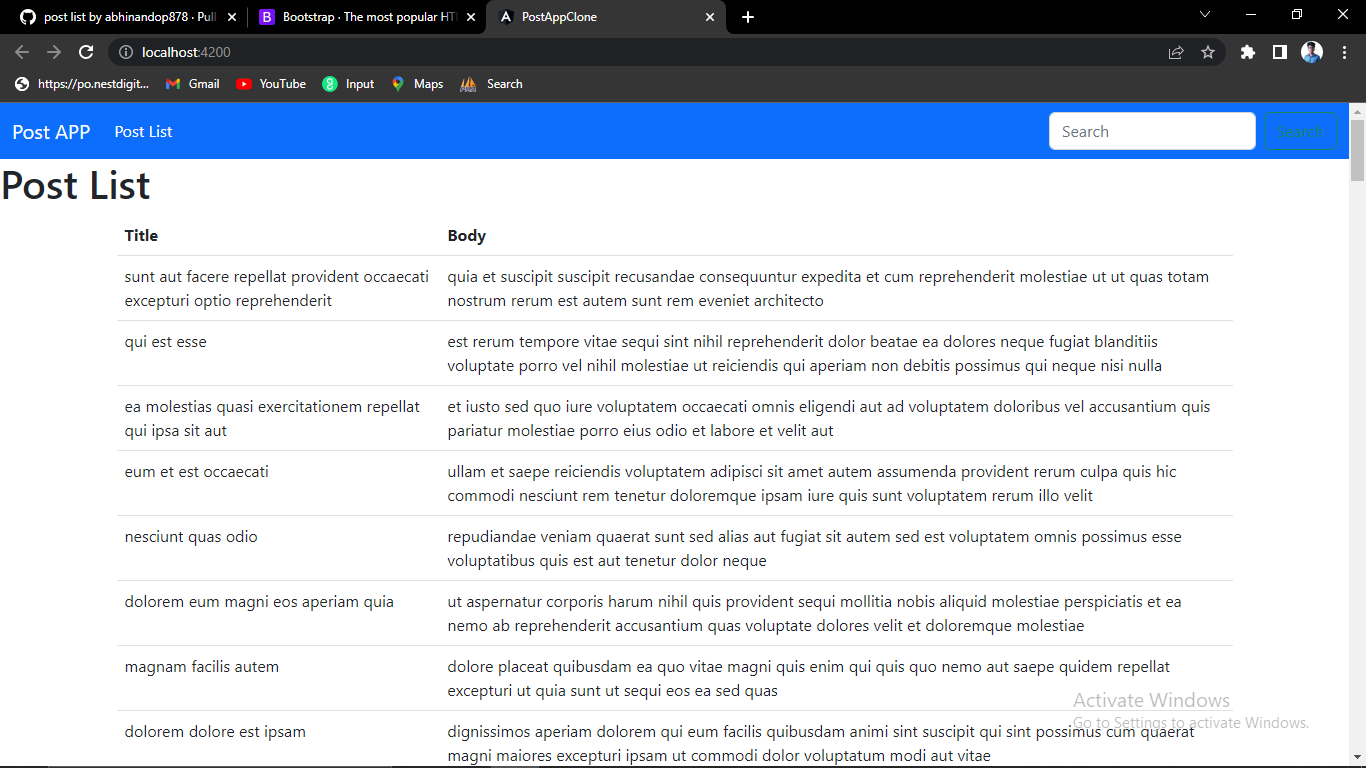 post list by abhinandop878 · Pull
Bootstrap · The most popular HT
PostAppClone
localhost:4200
https://po.nestdigit...
Gmail
YouTube
Input
Maps
Search
Post APP
Post List
Search
Search
Post List
Title Body
sunt aut facere repellat provident occaecati
excepturi optio reprehenderit
quia et suscipit suscipit recusandae consequuntur expedita et cum reprehenderit molestiae ut ut quas totam
nostrum rerum est autem sunt rem eveniet architecto
qui est esse
est rerum tempore vitae sequi sint nihil reprehenderit dolor beatae ea dolores neque fugiat blanditiis
voluptate porro vel nihil molestiae ut reiciendis qui aperiam non debitis possimus qui neque nisi nulla
ea molestias quasi exercitationem repellat
qui ipsa sit aut
et iusto sed quo iure voluptatem occaecati omnis eligendi aut ad voluptatem doloribus vel accusantium quis
pariatur molestiae porro eius odio et labore et velit aut
eum et est occaecati
ullam et saepe reiciendis voluptatem adipisci sit amet autem assumenda provident rerum culpa quis hic
commodi nesciunt rem tenetur doloremque ipsam iure quis sunt voluptatem rerum illo velit
nesciunt quas odio
repudiandae veniam quaerat sunt sed alias aut fugiat sit autem sed est voluptatem omnis possimus esse
voluptatibus quis est aut tenetur dolor neque
dolorem eum magni eos aperiam quia
ut aspernatur corporis harum nihil quis provident sequi mollitia nobis aliquid molestiae perspiciatis et ea
nemo ab reprehenderit accusantium quas voluptate dolores velit et doloremque molestiae
magnam facilis autem
dolore placeat quibusdam ea quo vitae magni quis enim qui quis quo nemo aut saepe quidem repellat
excepturi ut quia sunt ut sequi eos ea sed quas
dolorem dolore est ipsam
dignissimos aperiam dolorem qui eum facilis quibusdam animi sint suscipit qui sint possimus cum quaerat
magni maiores excepturi ipsam ut commodi dolor voluptatum modi aut vitae
Activate Windows
Go to Settings to activate Windows.